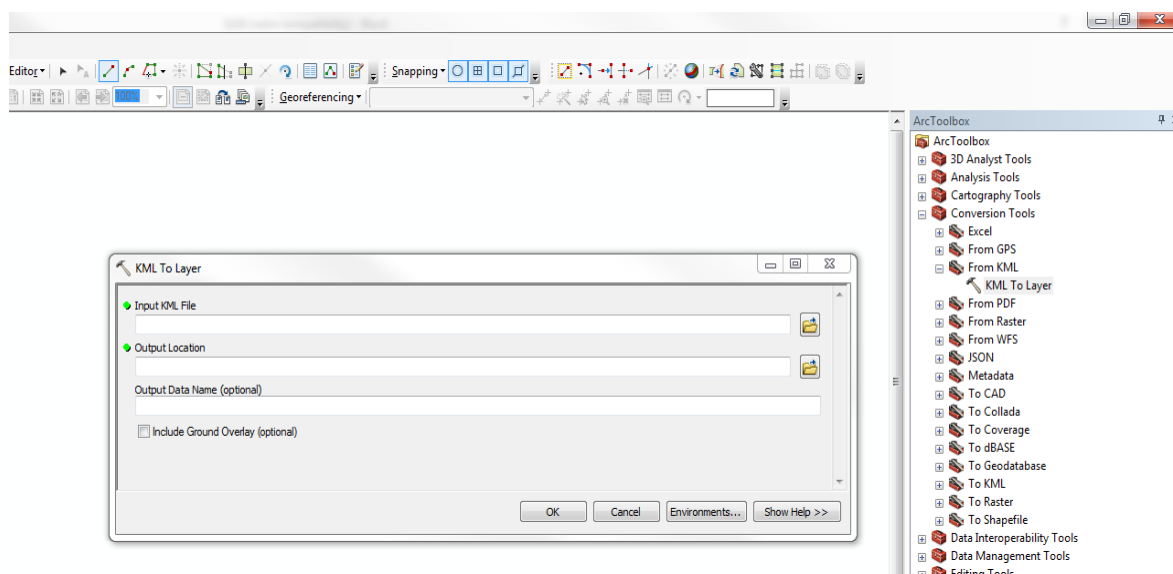 Editor
Snapping
100%
Georeferencing
ArcToolbox
ArcToolbox
3D Analyst Tools
Analysis Tools
Cartography Tools
Conversion Tools
Excel
From GPS
From KML
KML To Layer
From PDF
From Raster
From WFS
JSON
Metadata
To CAD
To Collada
To Coverage
To dBASE
To Geodatabase
To KML
To Raster
To Shapefile
Data Interoperability Tools
Data Management Tools
Editing Tools
KML To Layer
Input KML File
Output Location
Output Data Name (optional)
Include Ground Overlay (optional)
OK Cancel Environments... Show Help >>